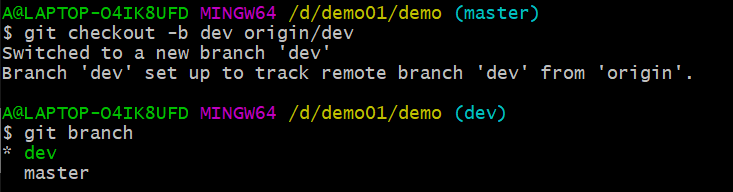 A@LAPTOP-O4IK8UFD MINGW64 /d/demo01/demo (master)
$ git checkout -b dev origin/dev
Switched to a new branch 'dev'
Branch 'dev' set up to track remote branch 'dev' from 'origin'.
A@LAPTOP-O4IK8UFD MINGW64 /d/demo01/demo (dev)
$ git branch
* dev
master